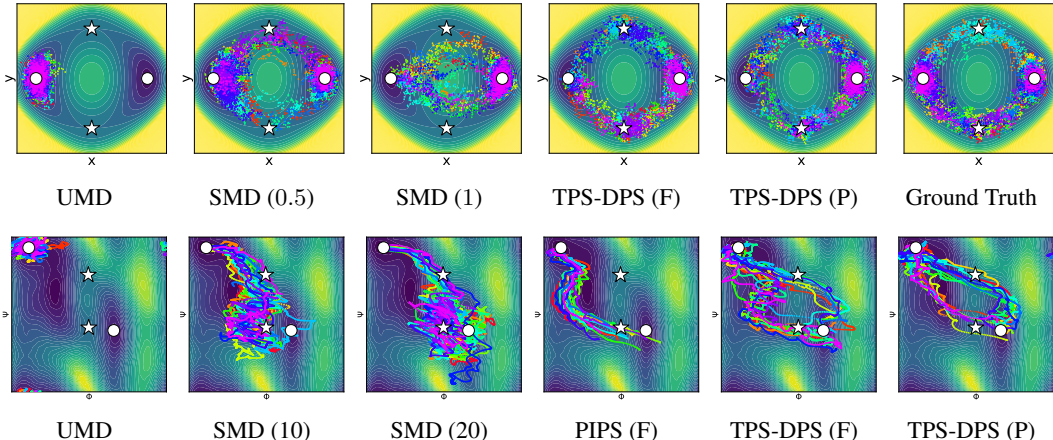 y y y y y y
x x x x x x
UMD SMD (0.5) SMD (1) TPS-DPS (F) TPS-DPS (P) Ground Truth
Ψ Ψ Ψ Ψ Ψ Ψ
Φ Φ Φ Φ Φ Φ
UMD SMD (10) SMD (20) PIPS (F) TPS-DPS (F) TPS-DPS (P)